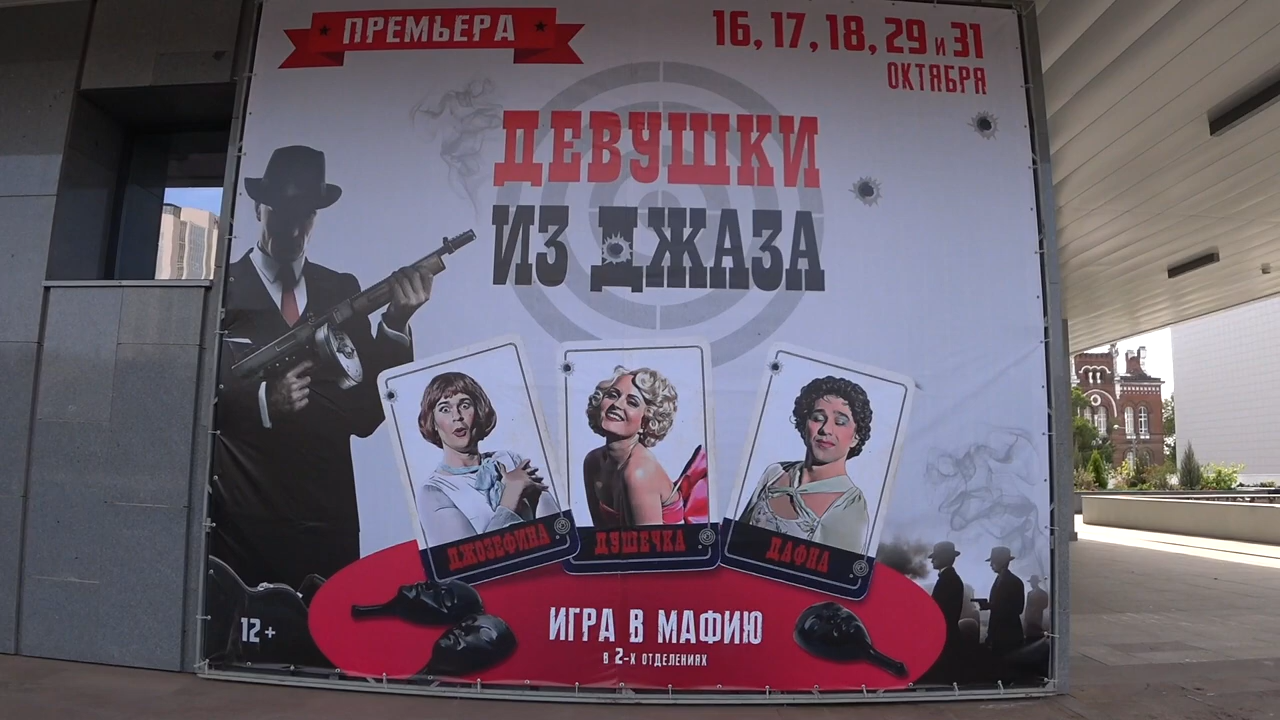 ПРЕМЬЕРА
16, 17, 18, 29 и 31
ОКТЯБРЯ
ДЕВУШКИ
ИЗ ДЖАЗА
ДЖОЗЕФИНА
ДУШЕЧКА
ДАФНА
12+
ИГРА В МАФИЮ
В 2-Х ОТДЕЛЕНИЯХ